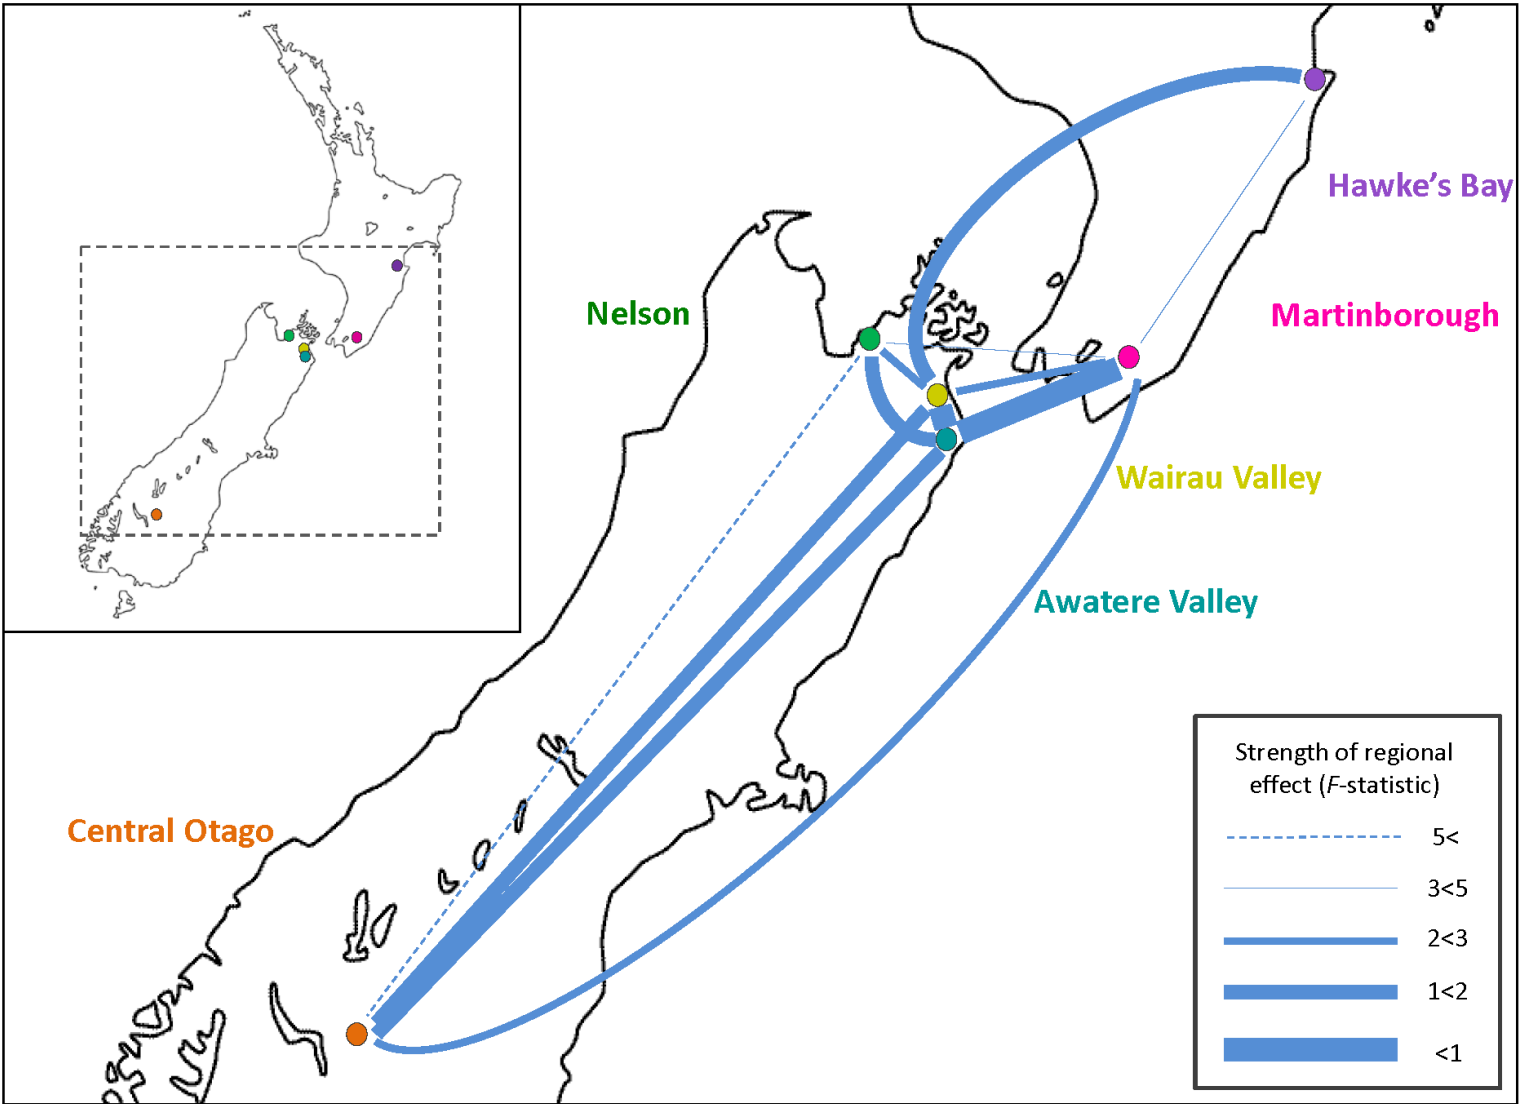 Hawke’s Bay
Nelson
Martinborough
Wairau Valley
Awatere Valley
Central Otago
Strength of regional
effect (F-statistic)
5<
3<5
2<3
1<2
<1